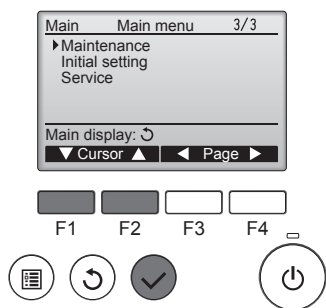 Main Main menu 3/3
Maintenance
Initial setting
Service
Main display:
Cursor Page
F1 F2 F3 F4